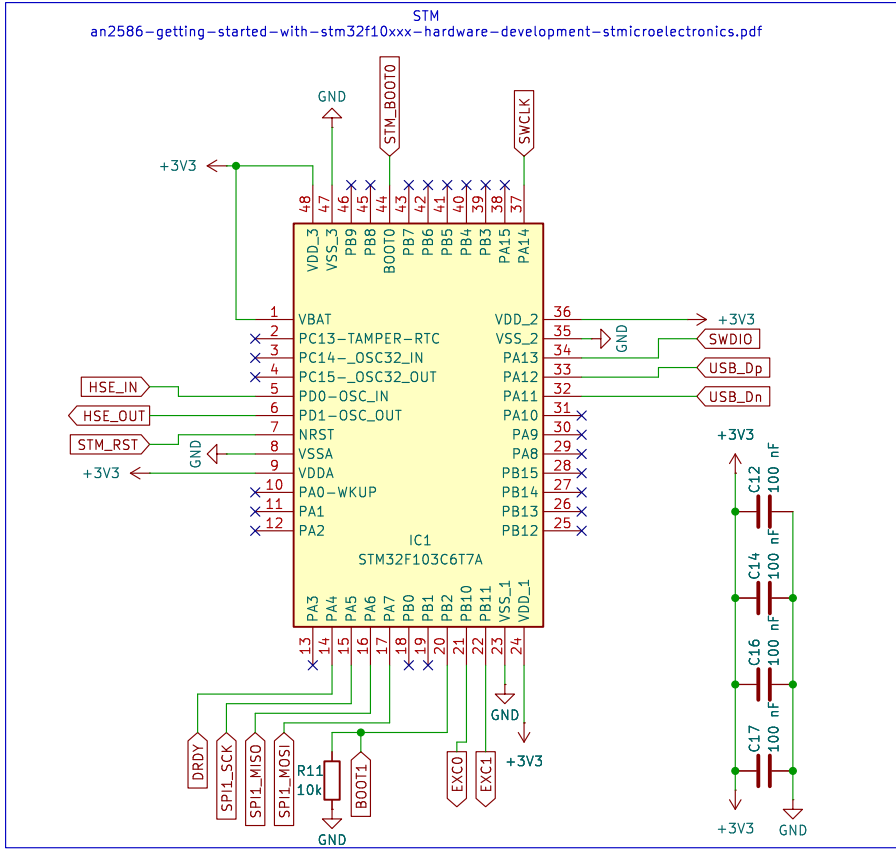 STM
an2586-getting-started-with-stm32f10xxx-hardware-development-stmicroelectronics.pdf
GND
STM_BOOT0
SWCLK
+3V3
48
47
46
45
44
43
42
41
40
39
38
37
VDD_3
VSS_3
PB9
PB8
BOOT0
PB7
PB6
PB5
PB4
PB3
PA15
PA14
1 VBAT
2 PC13-TAMPER-RTC
3 PC14-_OSC32_IN
4 PC15-_OSC32_OUT
HSE_IN 5 PD0-OSC_IN
HSE_OUT 6 PD1-OSC_OUT
STM_RST 7 NRST
GND 8 VSSA
+3V3 9 VDDA
10 PA0-WKUP
11 PA1
12 PA2
VDD_2 36 +3V3
VSS_2 35 GND
PA13 34 SWDIO
PA12 33 USB_Dp
PA11 32 USB_Dn
PA10 31
PA9 30
PA8 29
PB15 28
PB14 27
PB13 26
PB12 25
IC1
STM32F103C6T7A
PA3
PA4
PA5
PA6
PA7
PB0
PB1
PB2
PB10
PB11
VSS_1
VDD_1
13
14
15
16
17
18
19
20
21
22
23
24
DRDY
SPI1_SCK
SPI1_MISO
SPI1_MOSI
R11
10k
GND
BOOT1
EXC0
EXC1
GND
+3V3
+3V3
C12
100 nF
C14
100 nF
C16
100 nF
C17
100 nF
+3V3
GND